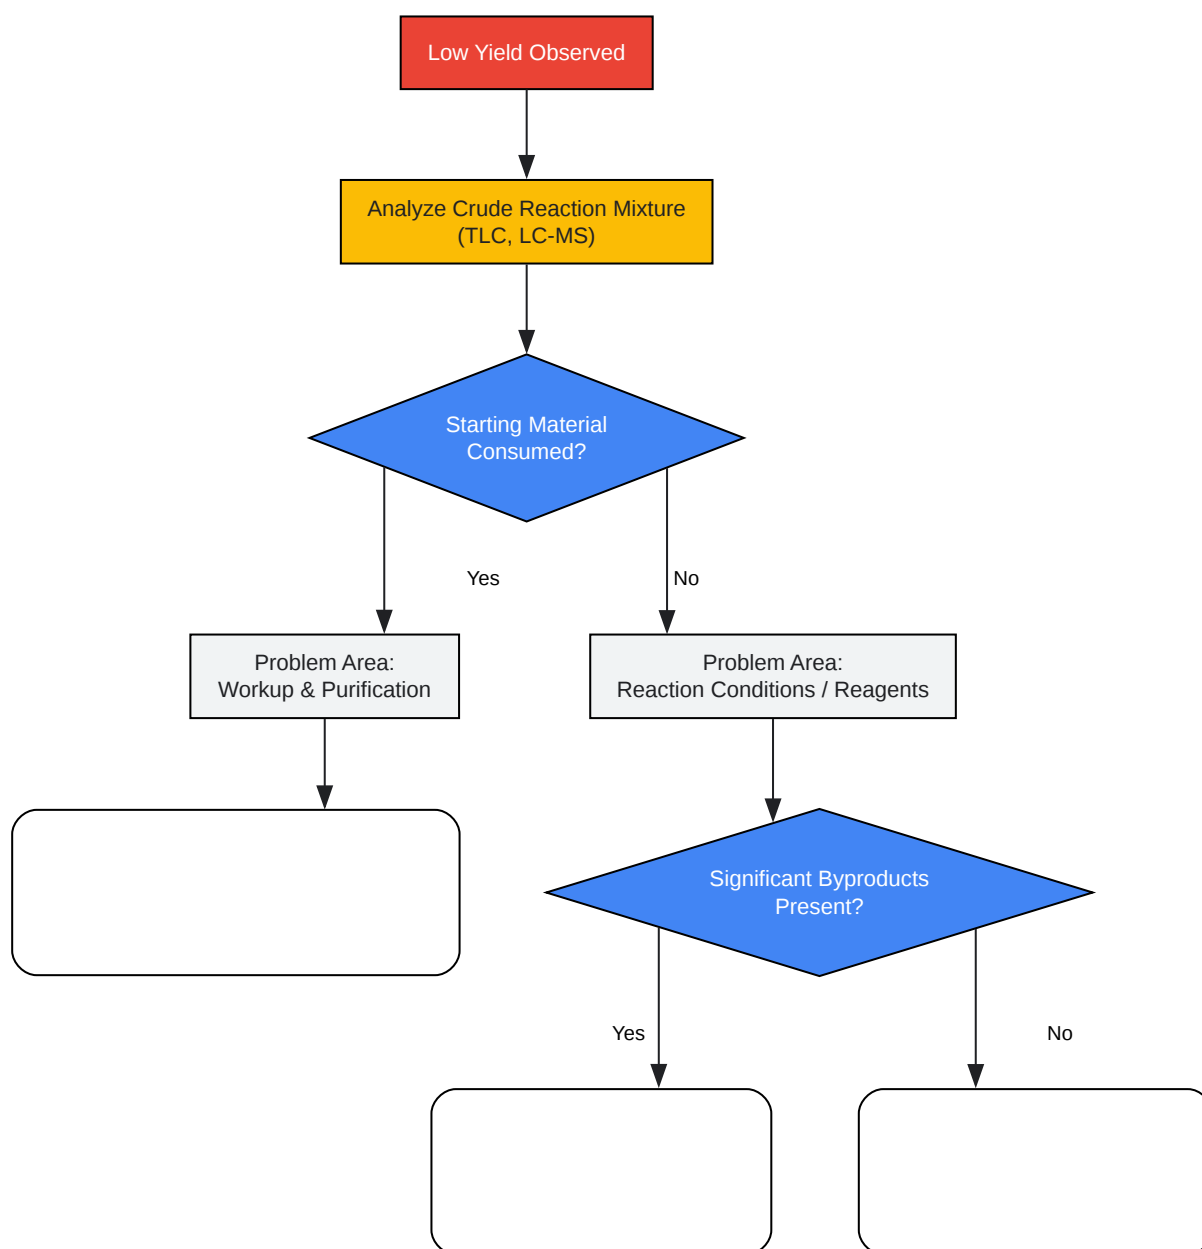 Low Yield Observed
Analyze Crude Reaction Mixture
(TLC, LC-MS)
Starting Material
Consumed?
Yes
No
Problem Area:
Workup & Purification
Problem Area:
Reaction Conditions / Reagents
Significant Byproducts
Present?
Yes
No